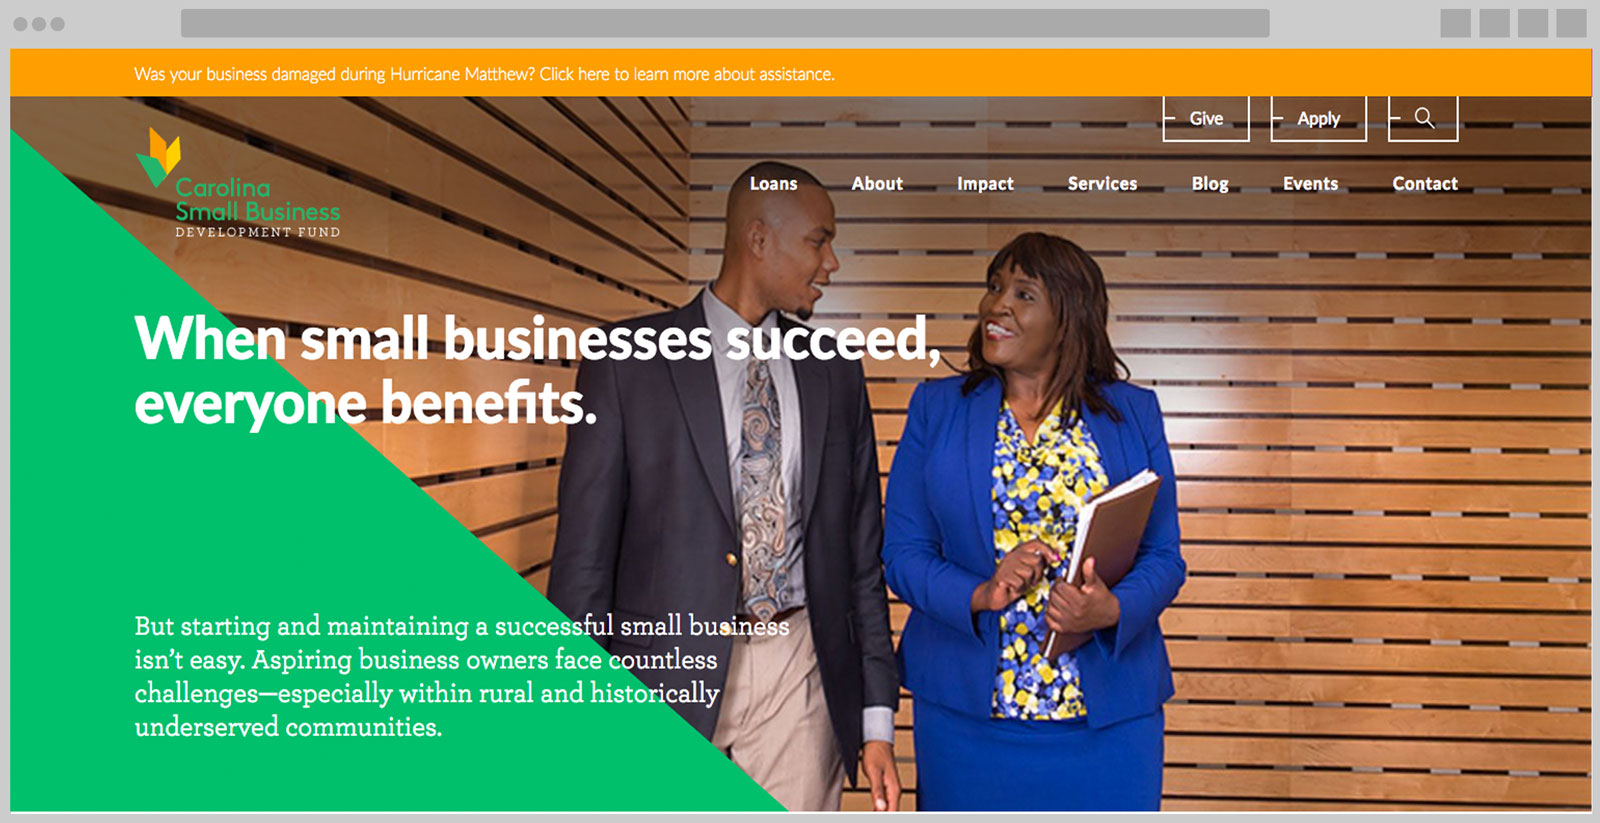 Was your business damaged during Hurricane Matthew? Click here to learn more about assistance.
Give
Apply
Carolina
Small Business
DEVELOPMENT FUND
Loans
About
Impact
Services
Blog
Events
Contact
When small businesses succeed,
everyone benefits.
But starting and maintaining a successful small business
isn’t easy. Aspiring business owners face countless
challenges—especially within rural and historically
underserved communities.